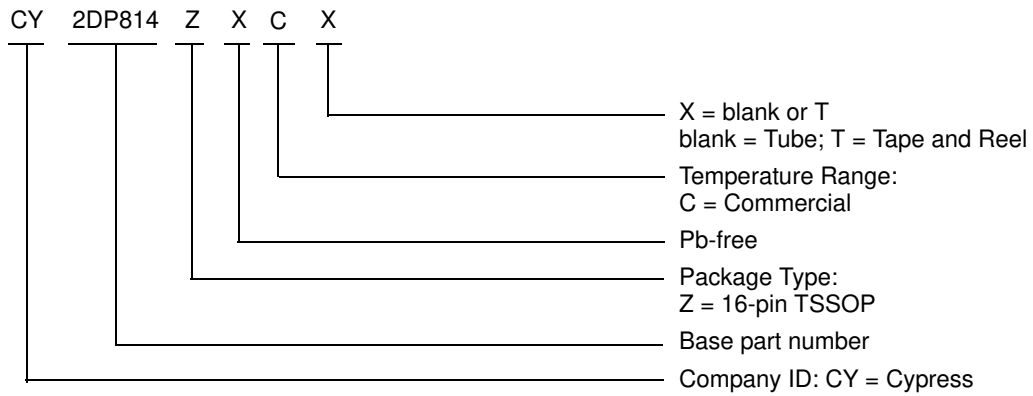 CY 2DP814 Z X C X
X = blank or T
blank = Tube; T = Tape and Reel
Temperature Range:
C = Commercial
Pb-free
Package Type:
Z = 16-pin TSSOP
Base part number
Company ID: CY = Cypress